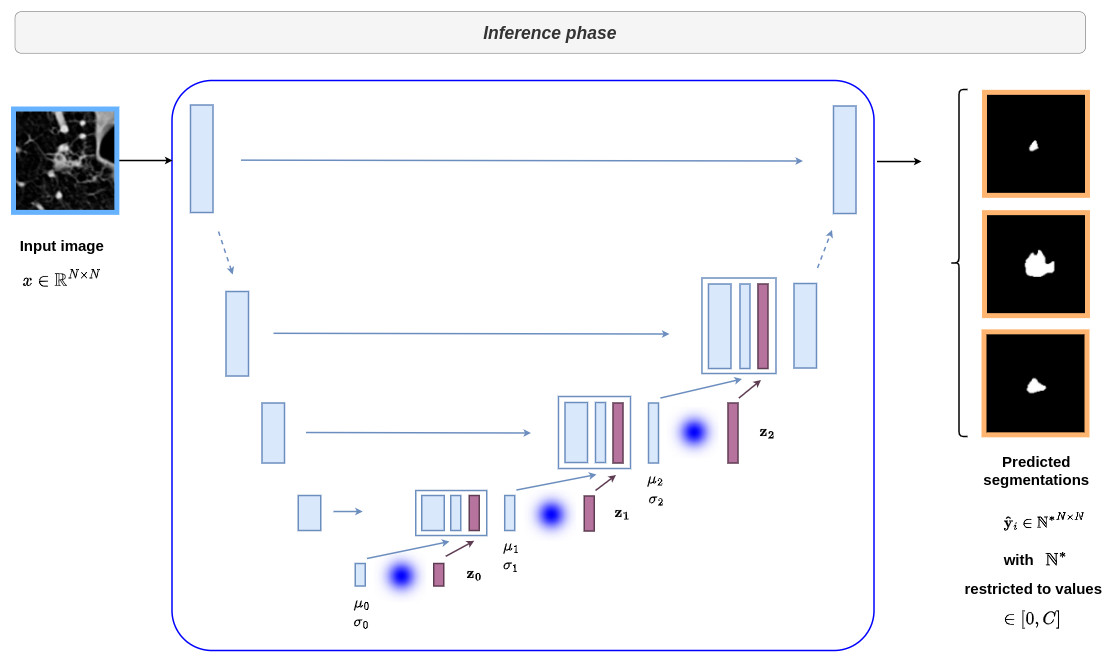 Inference phase
Input image
x ∈ ℝ^{N×N}
z₂
μ₂
σ₂
z₁
μ₁
σ₁
z₀
μ₀
σ₀
Predicted
segmentations
ŷᵢ ∈ ℕ*^{N×N}
with ℕ*
restricted to values
∈ [0, C]